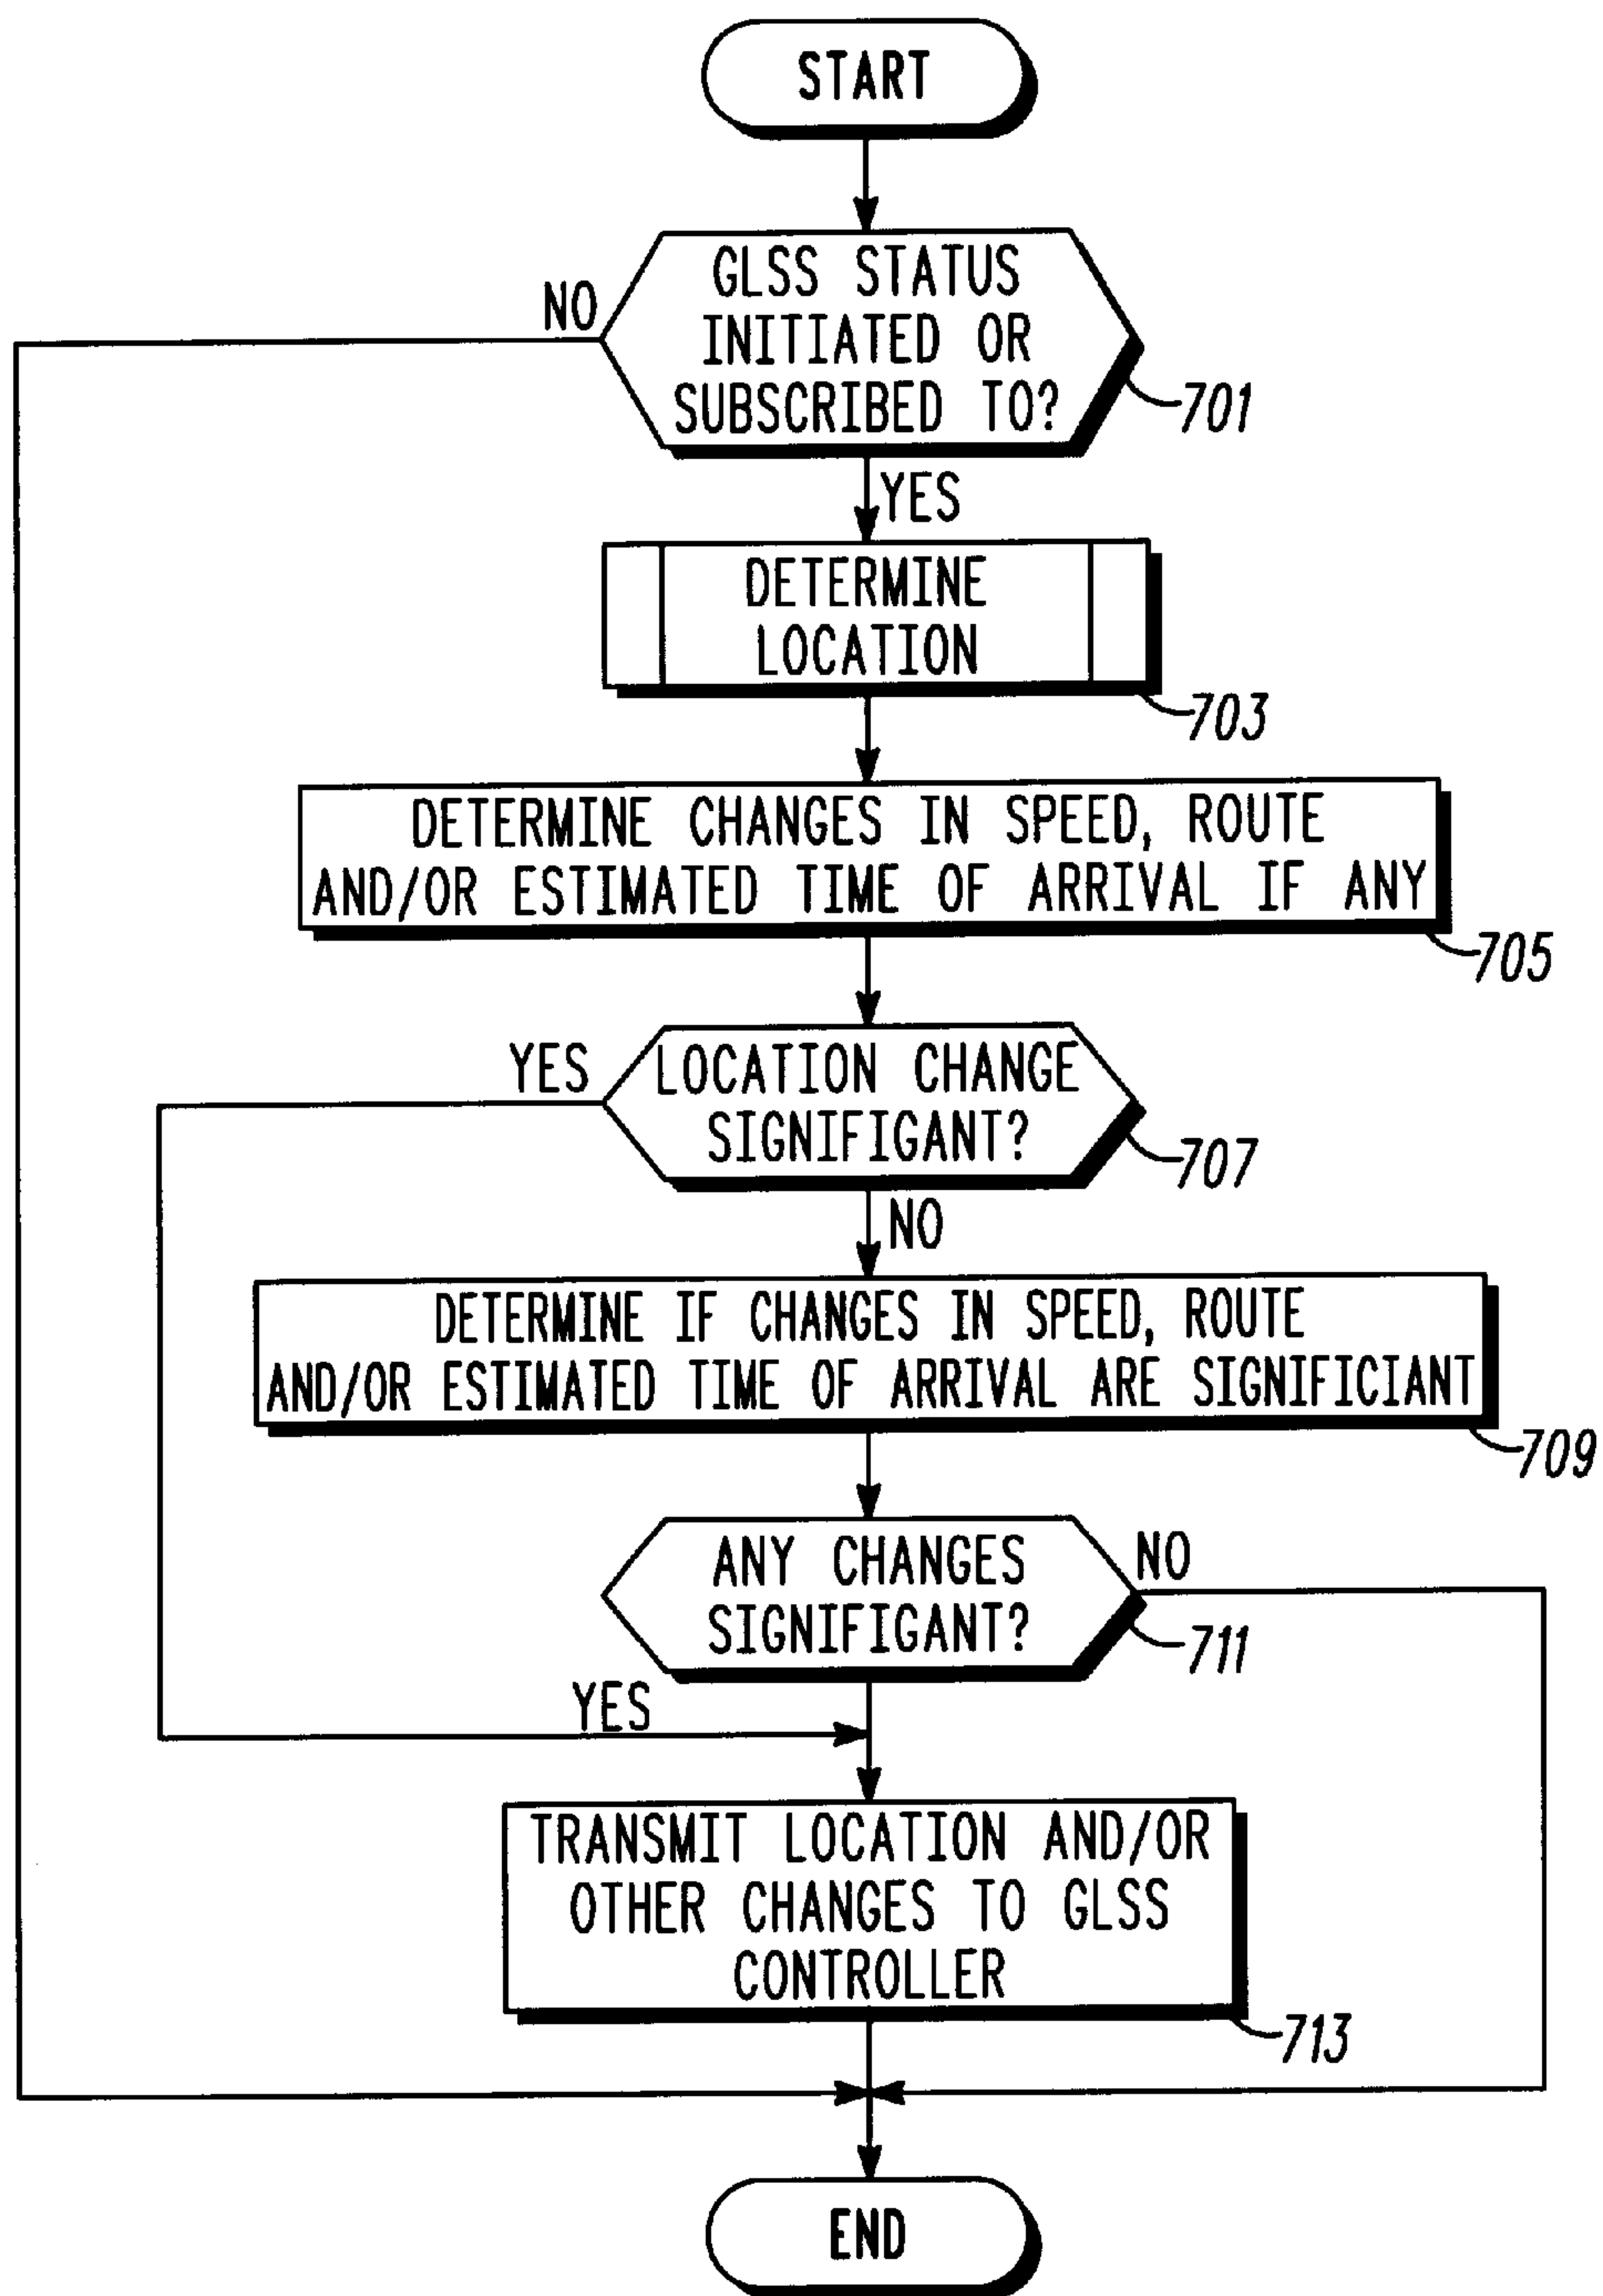 START
GLSS STATUS
INITIATED OR
SUBSCRIBED TO?
NO
701
YES
DETERMINE
LOCATION
703
DETERMINE CHANGES IN SPEED, ROUTE
AND/OR ESTIMATED TIME OF ARRIVAL IF ANY
705
YES
LOCATION CHANGE
SIGNIFIGANT?
707
NO
DETERMINE IF CHANGES IN SPEED, ROUTE
AND/OR ESTIMATED TIME OF ARRIVAL ARE SIGNIFICIANT
709
ANY CHANGES
SIGNIFIGANT?
NO
711
YES
TRANSMIT LOCATION AND/OR
OTHER CHANGES TO GLSS
CONTROLLER
713
END